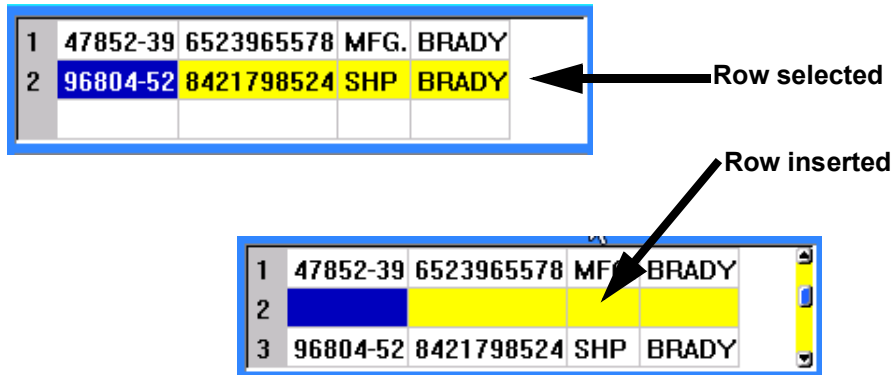 1 47852-39 6523965578 MFG. BRADY
2 96804-52 8421798524 SHP BRADY
Row selected
Row inserted
1 47852-39 6523965578 BRADY
2
3 96804-52 8421798524 SHP BRADY